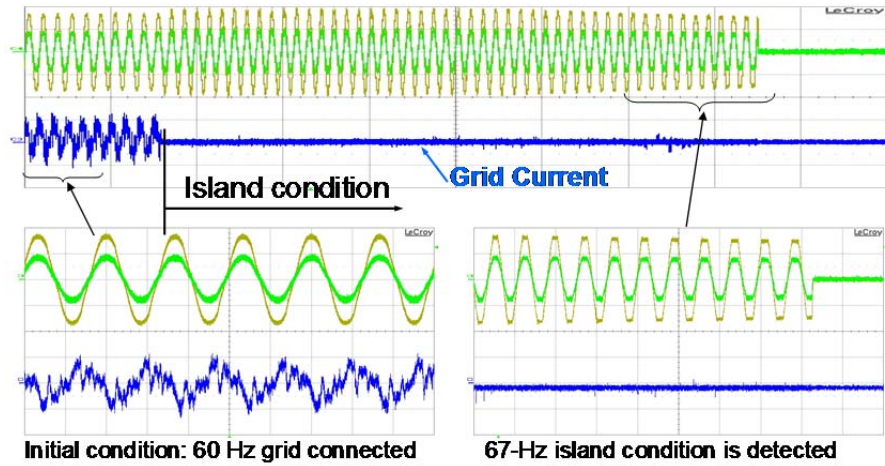 LeCroy
Island condition
Grid Current
LeCroy
LeCroy
Initial condition: 60 Hz grid connected
67-Hz island condition is detected